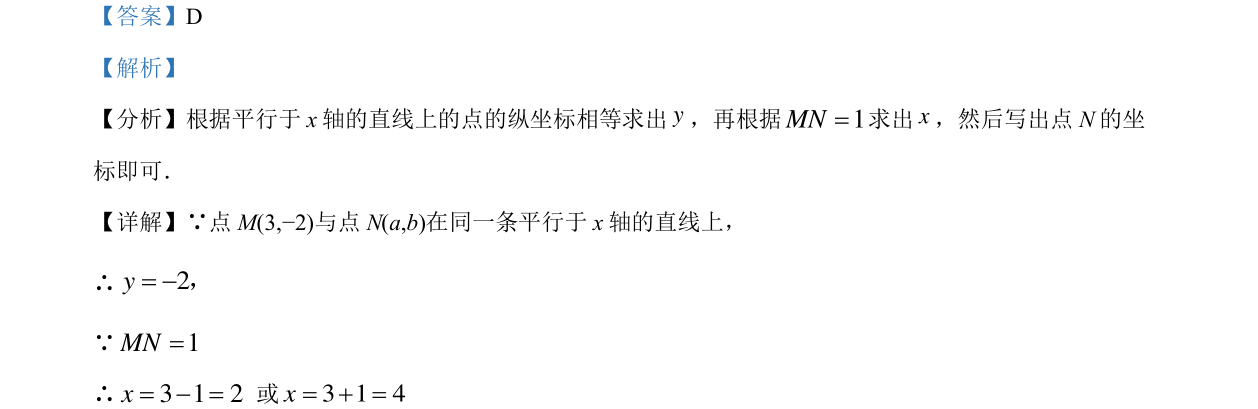 【答案】D
【解析】
【分析】根据平行于 x 轴的直线上的点的纵坐标相等求出 y，再根据 MN =1求出 x，然后写出点 N 的坐
标即可．
【详解】∵点 M(3,−2)与点 N(a,b)在同一条平行于 x 轴的直线上，
∴ y = −2，
∵ MN =1
∴ x = 3−1= 2 或 x = 3+1= 4